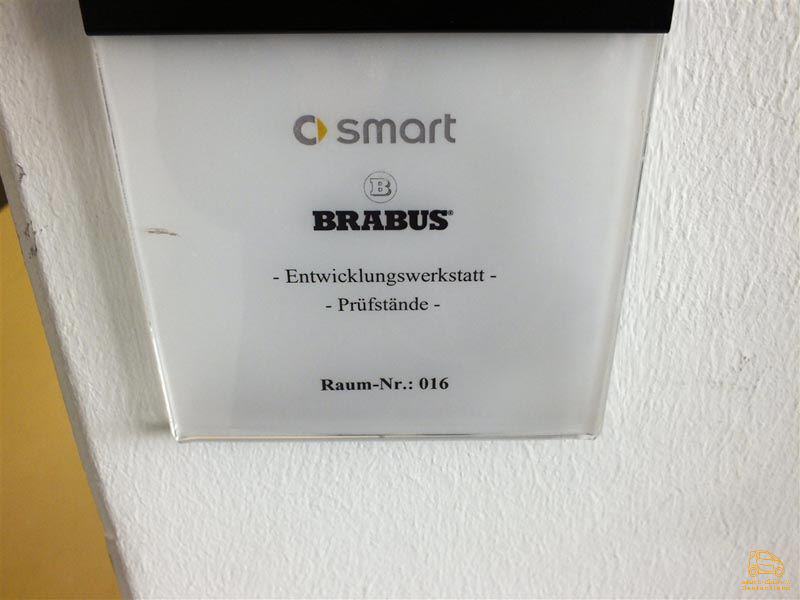 smart
B
BRABUS®
- Entwicklungswerkstatt -
- Prüfstände -
Raum-Nr.: 016